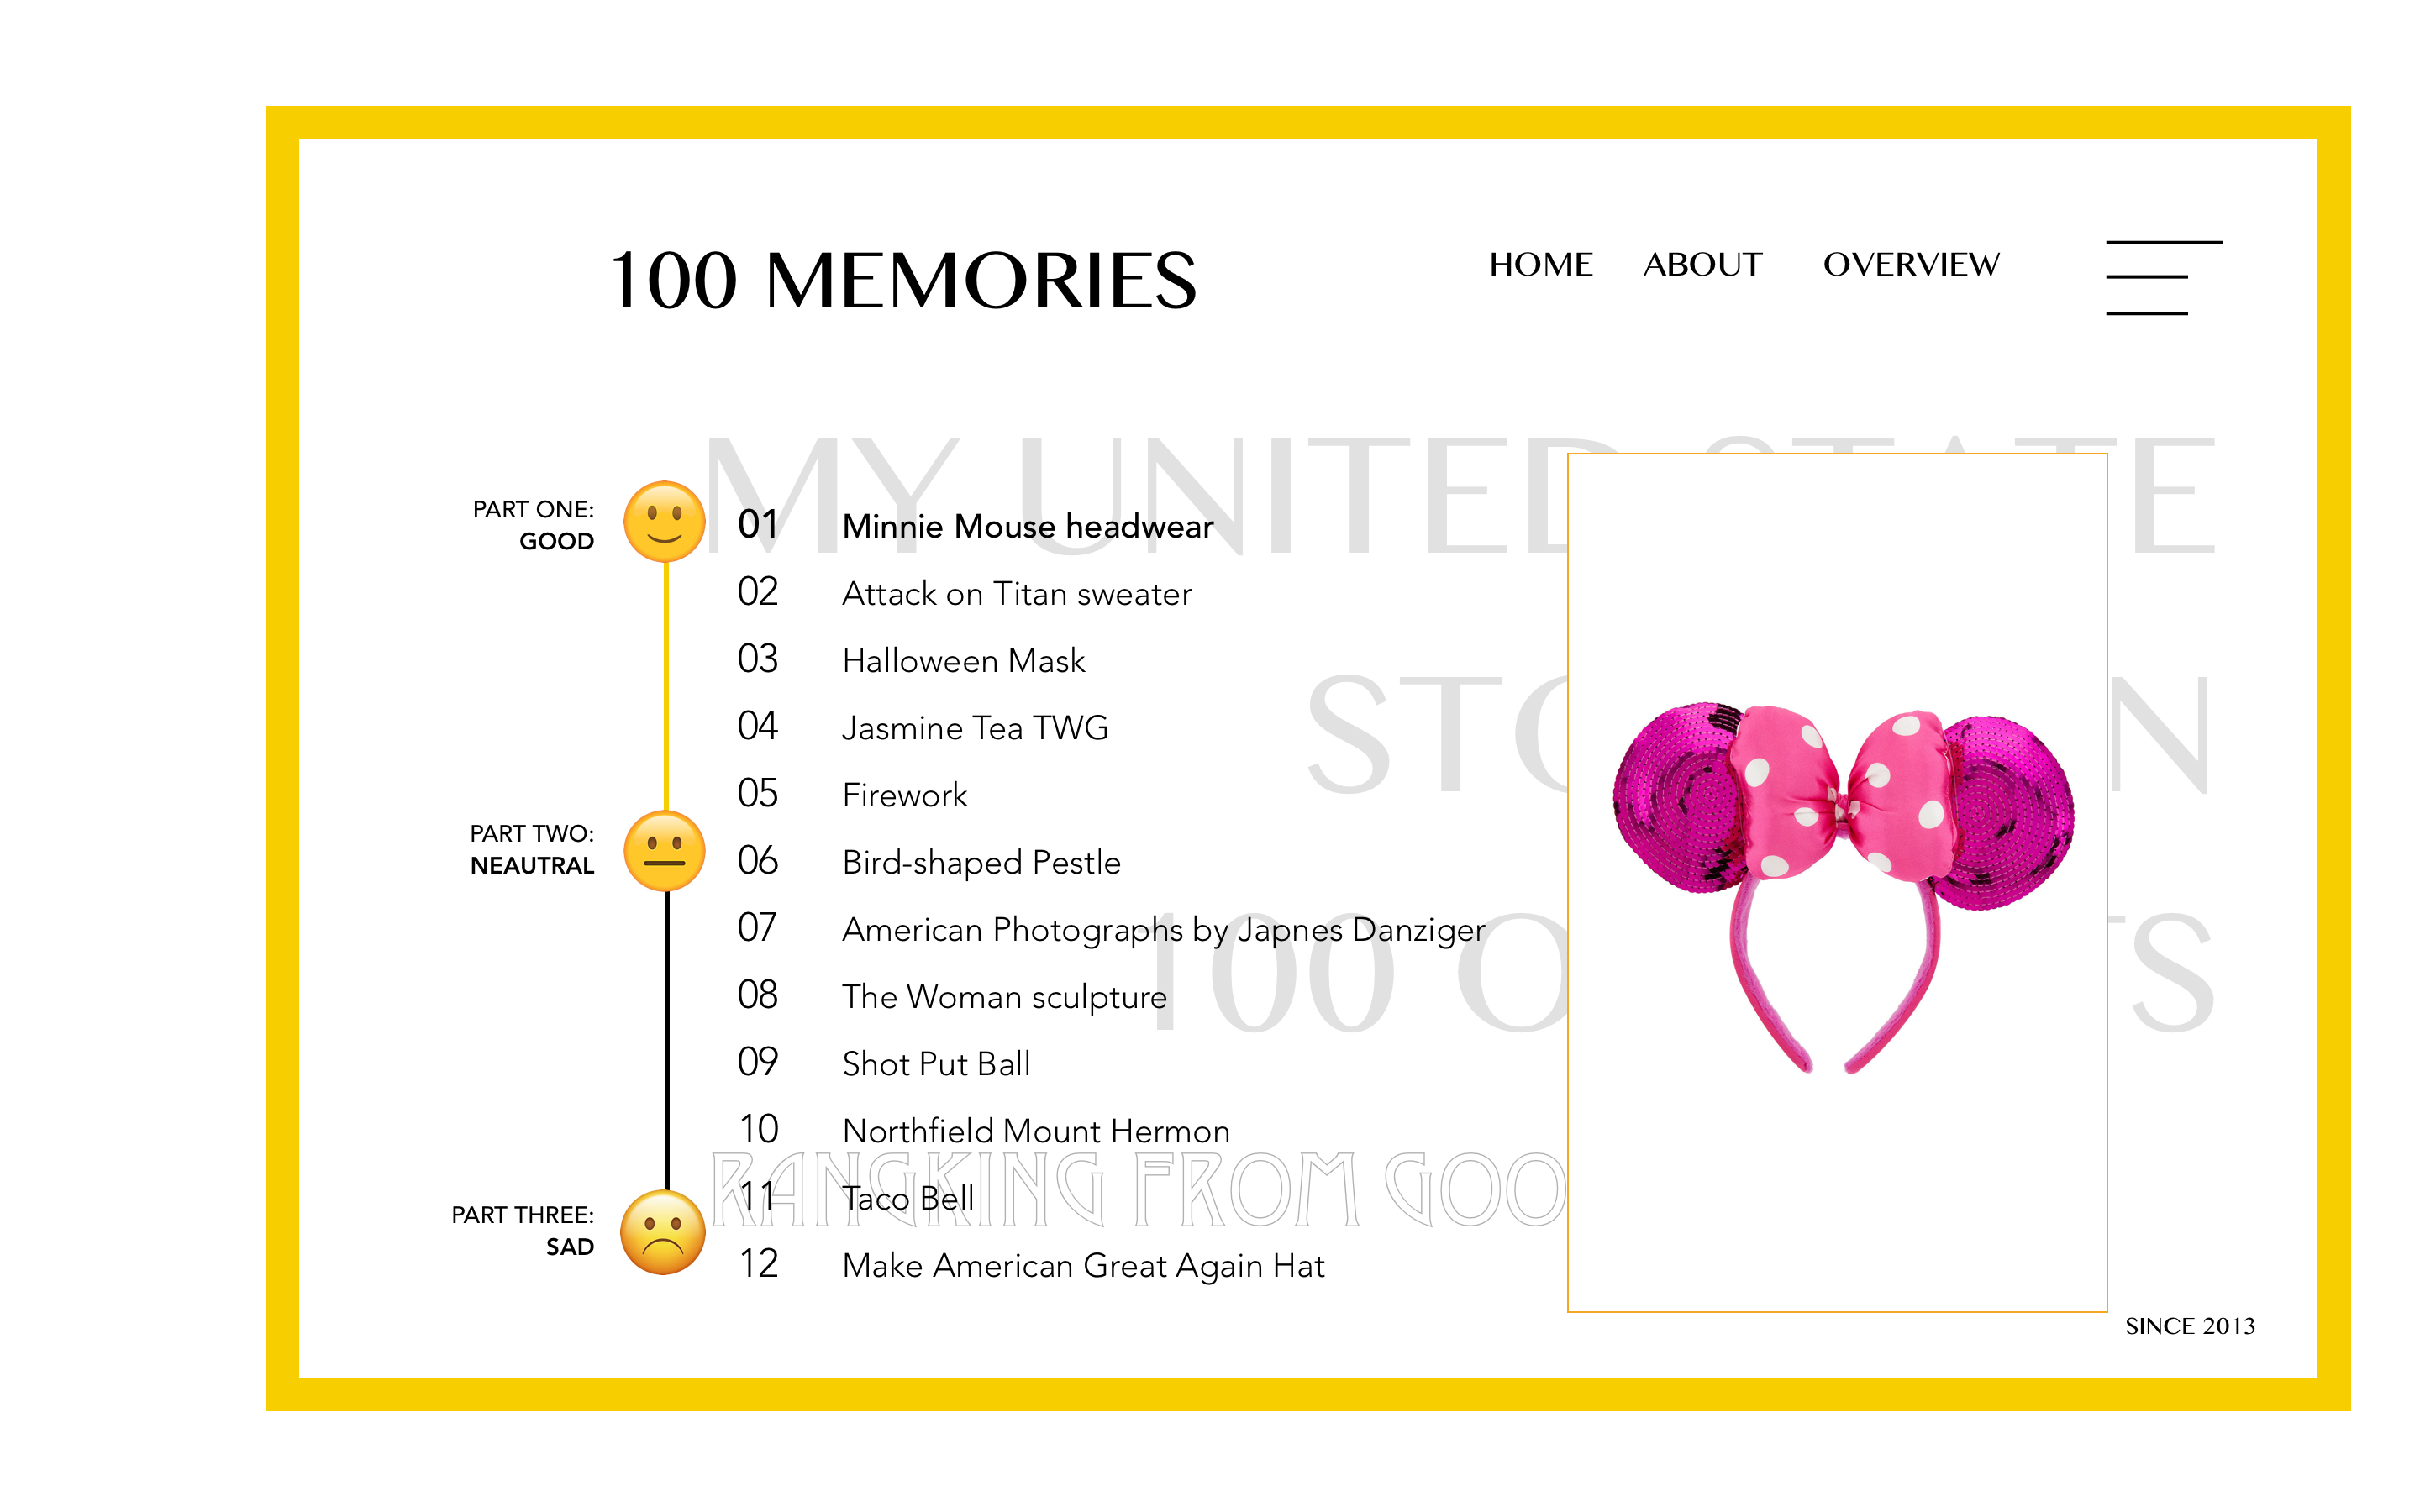 100 MEMORIES
HOME ABOUT OVERVIEW
MY UNITED STATE
PART ONE:
GOOD
01 Minnie Mouse headwear
02 Attack on Titan sweater
03 Halloween Mask
04 Jasmine Tea TWG
05 Firework
PART TWO:
NEAUTRAL
06 Bird-shaped Pestle
07 American Photographs by Japnes Danziger
100
08 The Woman sculpture
09 Shot Put Ball
10 Northfield Mount Hermon
RANGKING FROM
11 Taco Bell
PART THREE:
SAD
12 Make American Great Again Hat
SINCE 2013